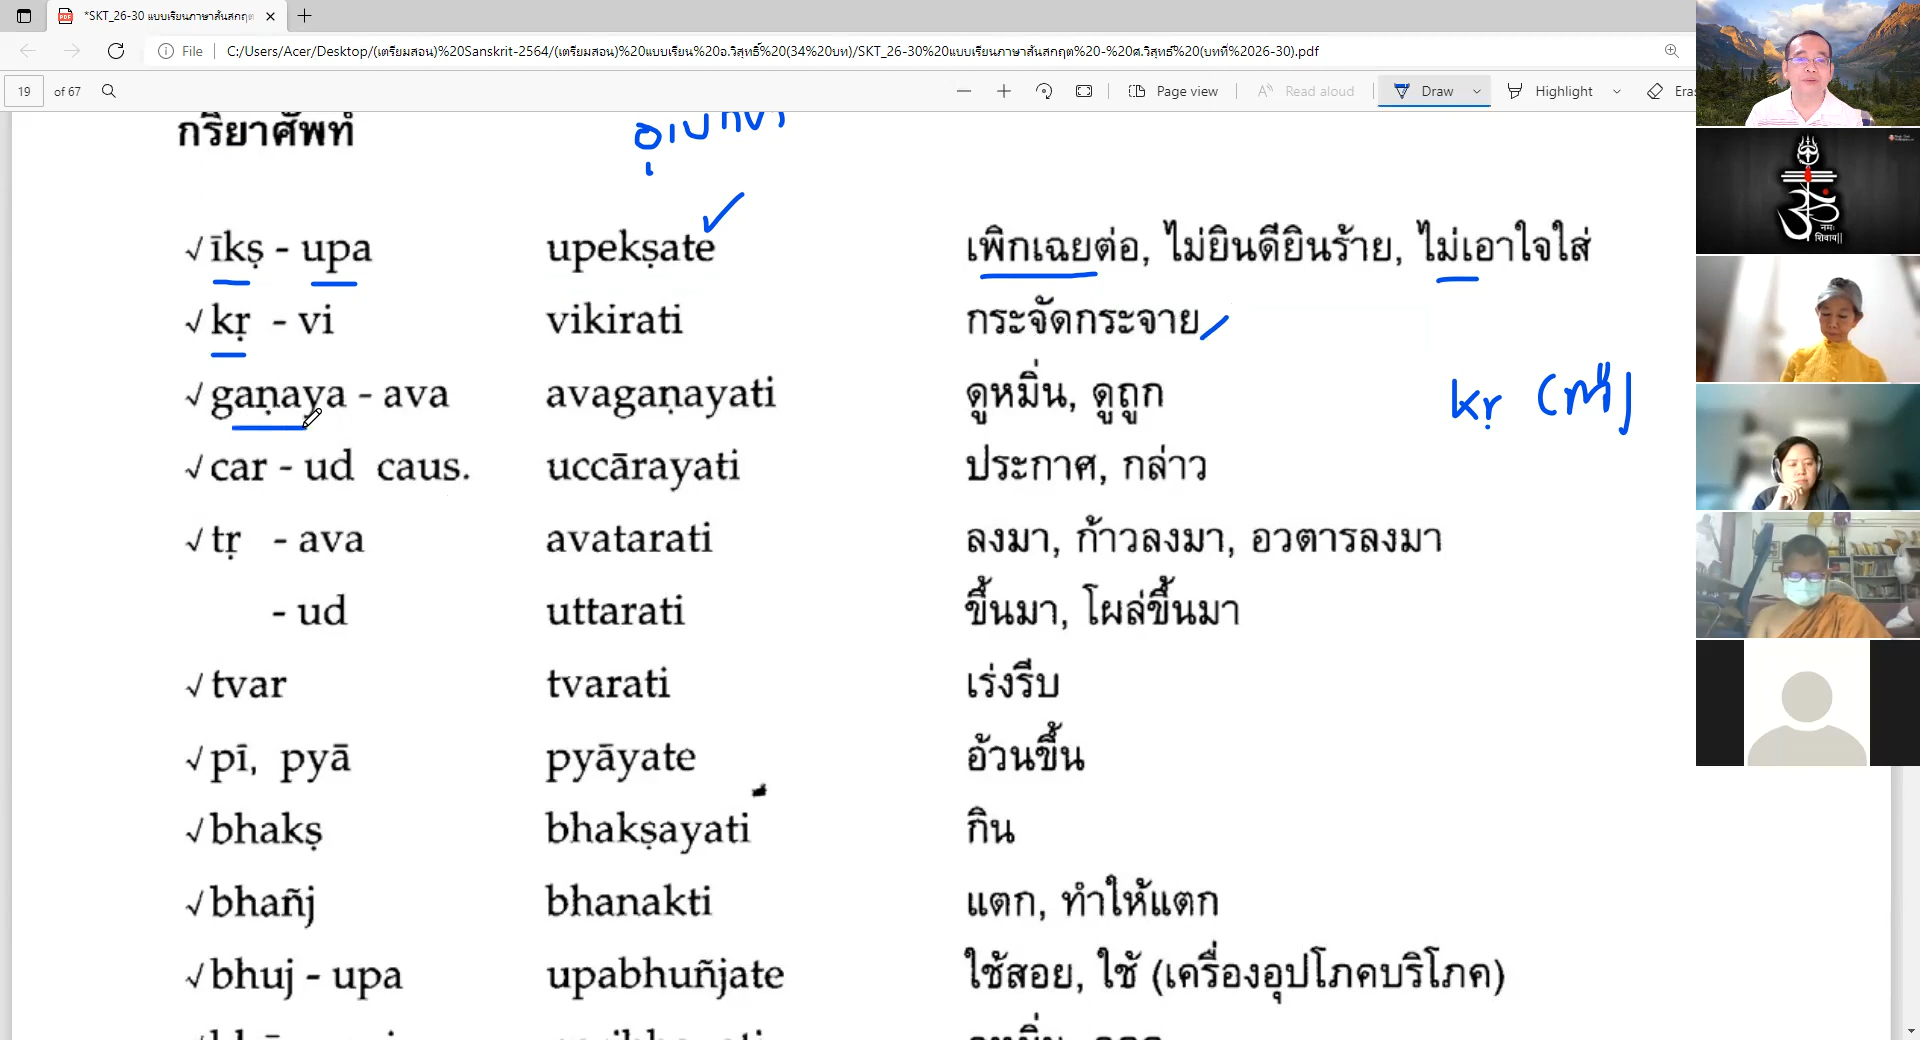 *SKT_26-30 แบบเรียนภาษาสันสกฤต
File C:/Users/Acer/Desktop/(เตรียมสอน)%20Sanskrit-2564/(เตรียมสอน)%20แบบเรียน%20อ.วิสุทธิ์%20(34%20บท)/SKT_26-30%20แบบเรียนภาษาสันสกฤต%20-%20ศ.วิสุทธ์%20(บทที่%2026-30).pdf
19 of 67 Page view Read aloud Draw Highlight
กริยาศัพท์
√īkṣ - upa upekṣate เพิกเฉยต่อ, ไม่ยินดียินร้าย, ไม่เอาใจใส่
√kṛ - vi vikirati กระจัดกระจาย
√gaṇaya - ava avagaṇayati ดูหมิ่น, ดูถูก
kṛ
√car - ud caus. uccārayati ประกาศ, กล่าว
√tṛ - ava avatarati ลงมา, ก้าวลงมา, อวตารลงมา
- ud uttarati ขึ้นมา, โผล่ขึ้นมา
√tvar tvarati เร่งรีบ
√pī, pyā pyāyate อ้วนขึ้น
√bhakṣ bhakṣayati กิน
√bhañj bhanakti แตก, ทำให้แตก
√bhuj - upa upabhuñjate ใช้สอย, ใช้ (เครื่องอุปโภคบริโภค)
ॐ
नमः
शिवाय||